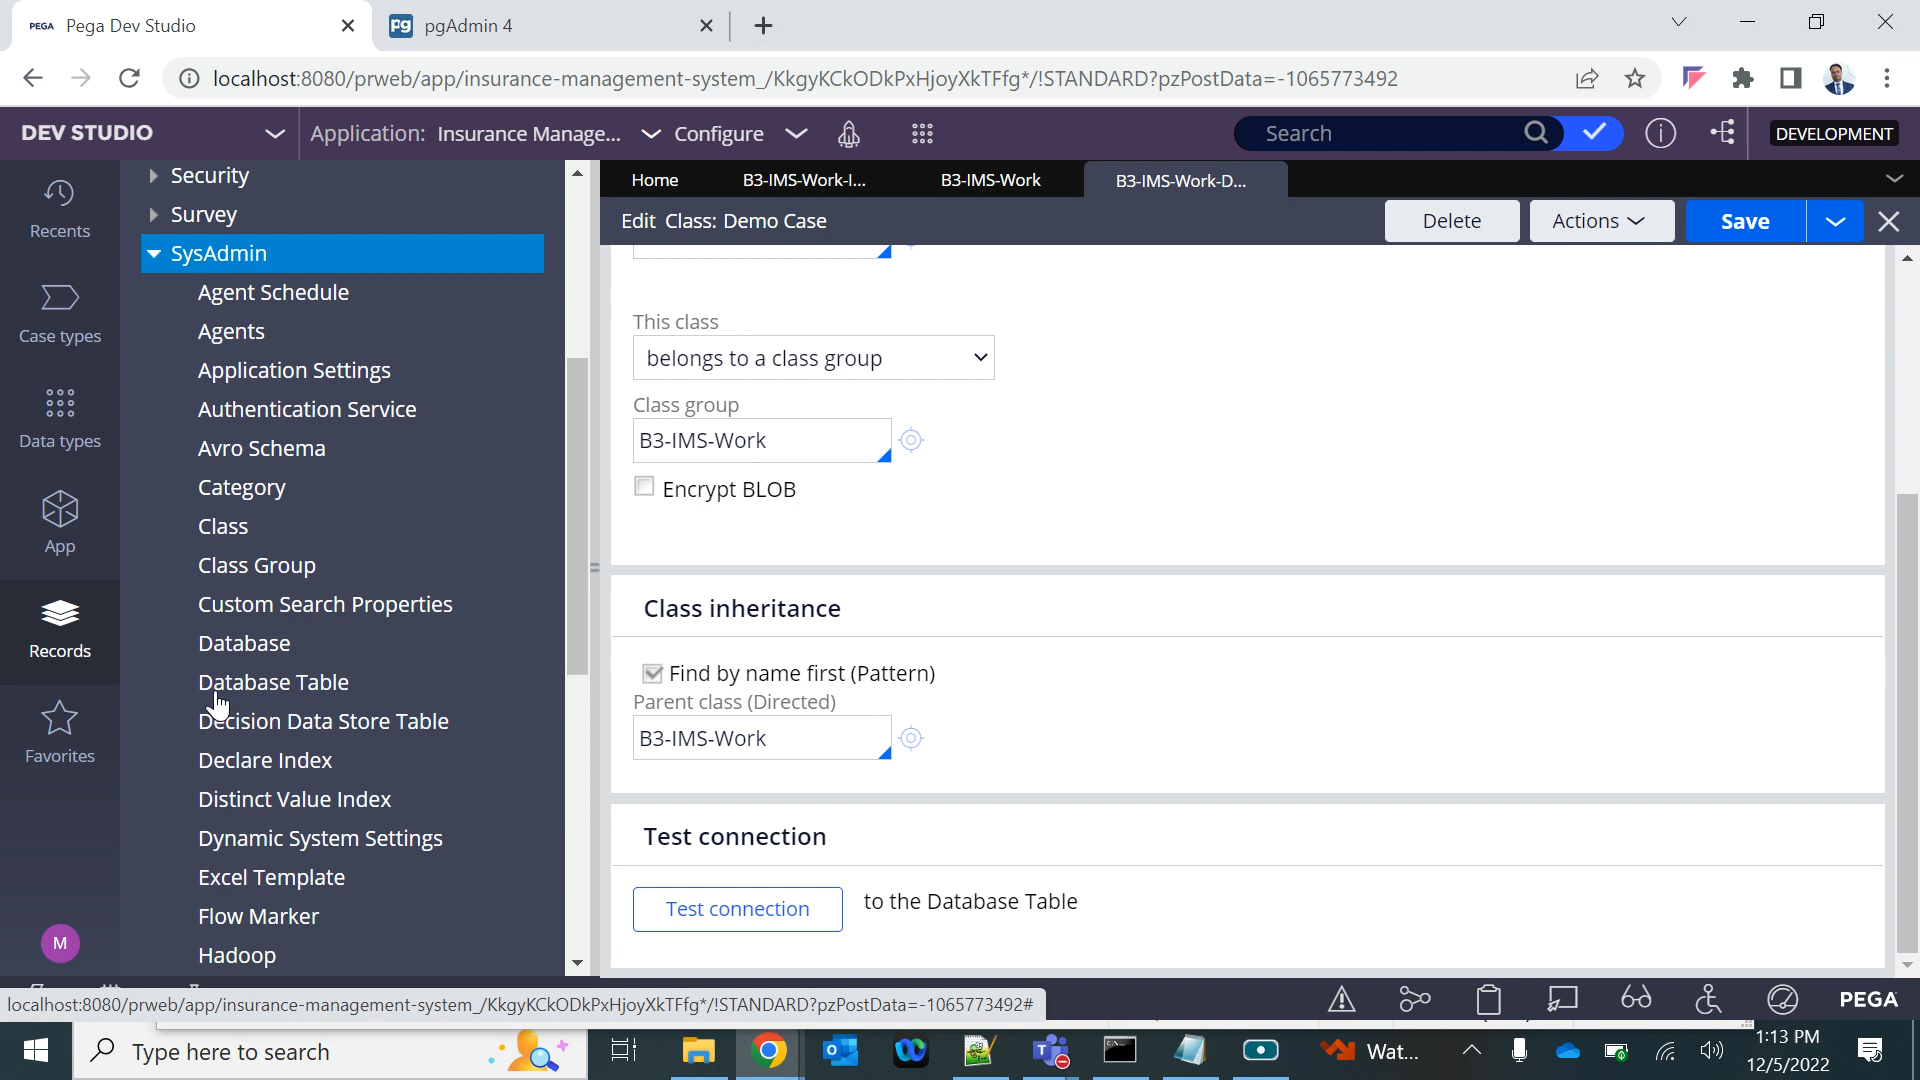 PEGA Pega Dev Studio
pg pgAdmin 4
localhost:8080/prweb/app/insurance-management-system_/KkgyKCkODkPxHjoyXkTFfg*/!STANDARD?pzPostData=-1065773492
DEV STUDIO
Application: Insurance Manage...
Configure
Search
DEVELOPMENT
Recents
Case types
Data types
App
Records
Favorites
M
Security
Survey
SysAdmin
Agent Schedule
Agents
Application Settings
Authentication Service
Avro Schema
Category
Class
Class Group
Custom Search Properties
Database
Database Table
Decision Data Store Table
Declare Index
Distinct Value Index
Dynamic System Settings
Excel Template
Flow Marker
Hadoop
Home
B3-IMS-Work-I...
B3-IMS-Work
B3-IMS-Work-D...
Edit Class: Demo Case
Delete
Actions
Save
This class
belongs to a class group
Class group
B3-IMS-Work
Encrypt BLOB
Class inheritance
Find by name first (Pattern)
Parent class (Directed)
B3-IMS-Work
Test connection
Test connection
to the Database Table
localhost:8080/prweb/app/insurance-management-system_/KkgyKCkODkPxHjoyXkTFfg*/!STANDARD?pzPostData=-1065773492#
PEGA
Type here to search
Wat...
1:13 PM
12/5/2022